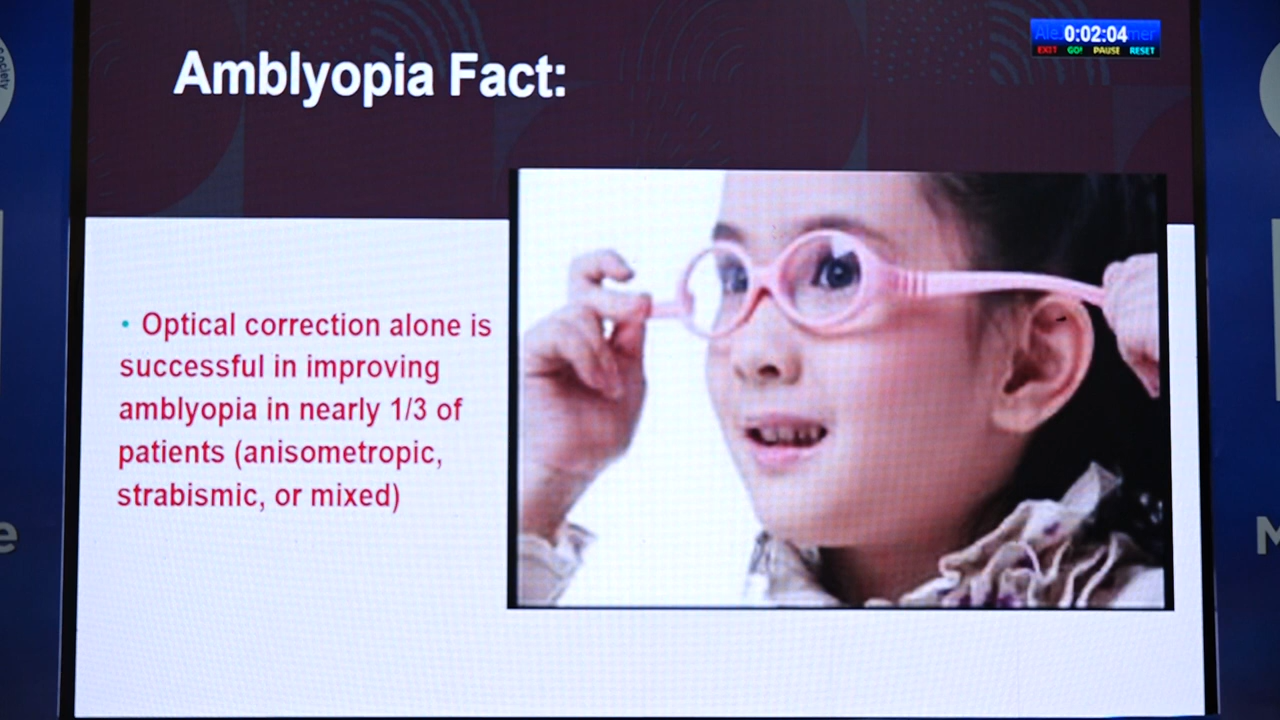 Society
0:02:04
EXIT GO! PAUSE RESET
Amblyopia Fact:
• Optical correction alone is
successful in improving
amblyopia in nearly 1/3 of
patients (anisometropic,
strabismic, or mixed)
e
M